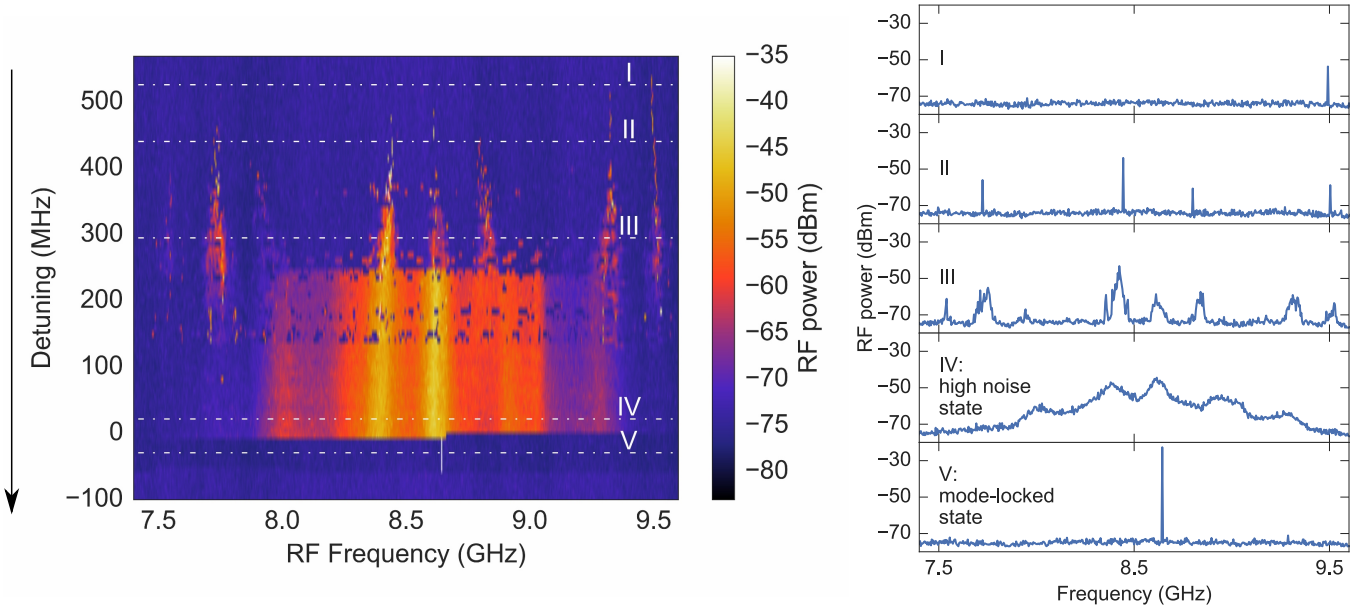 Detuning (MHz)
500
400
300
200
100
0
−100
I
II
III
IV
V
7.5 8.0 8.5 9.0 9.5
RF Frequency (GHz)
−35
−40
−45
−50
−55
−60
−65
−70
−75
−80
RF power (dBm)
RF power (dBm)
−30
−50
−70
I
−30
−50
−70
II
−30
−50
−70
III
−30
−50
−70
IV:
high noise
state
−30
−50
−70
V:
mode-locked
state
7.5 8.5 9.5
Frequency (GHz)